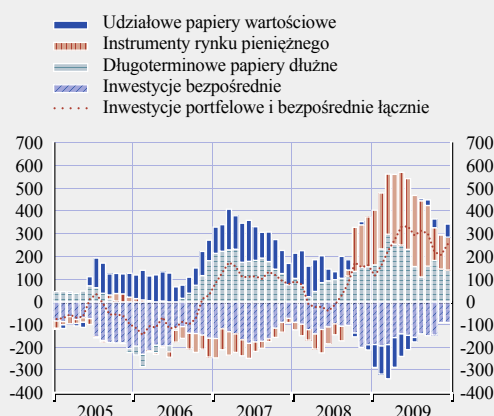 Udziałowe papiery wartościowe
Instrumenty rynku pieniężnego
Długoterminowe papiery dłużne
Inwestycje bezpośrednie
Inwestycje portfelowe i bezpośrednie łącznie
700 700
600 600
500 500
400 400
300 300
200 200
100 100
0 0
-100 -100
-200 -200
-300 -300
-400 -400
2005 2006 2007 2008 2009